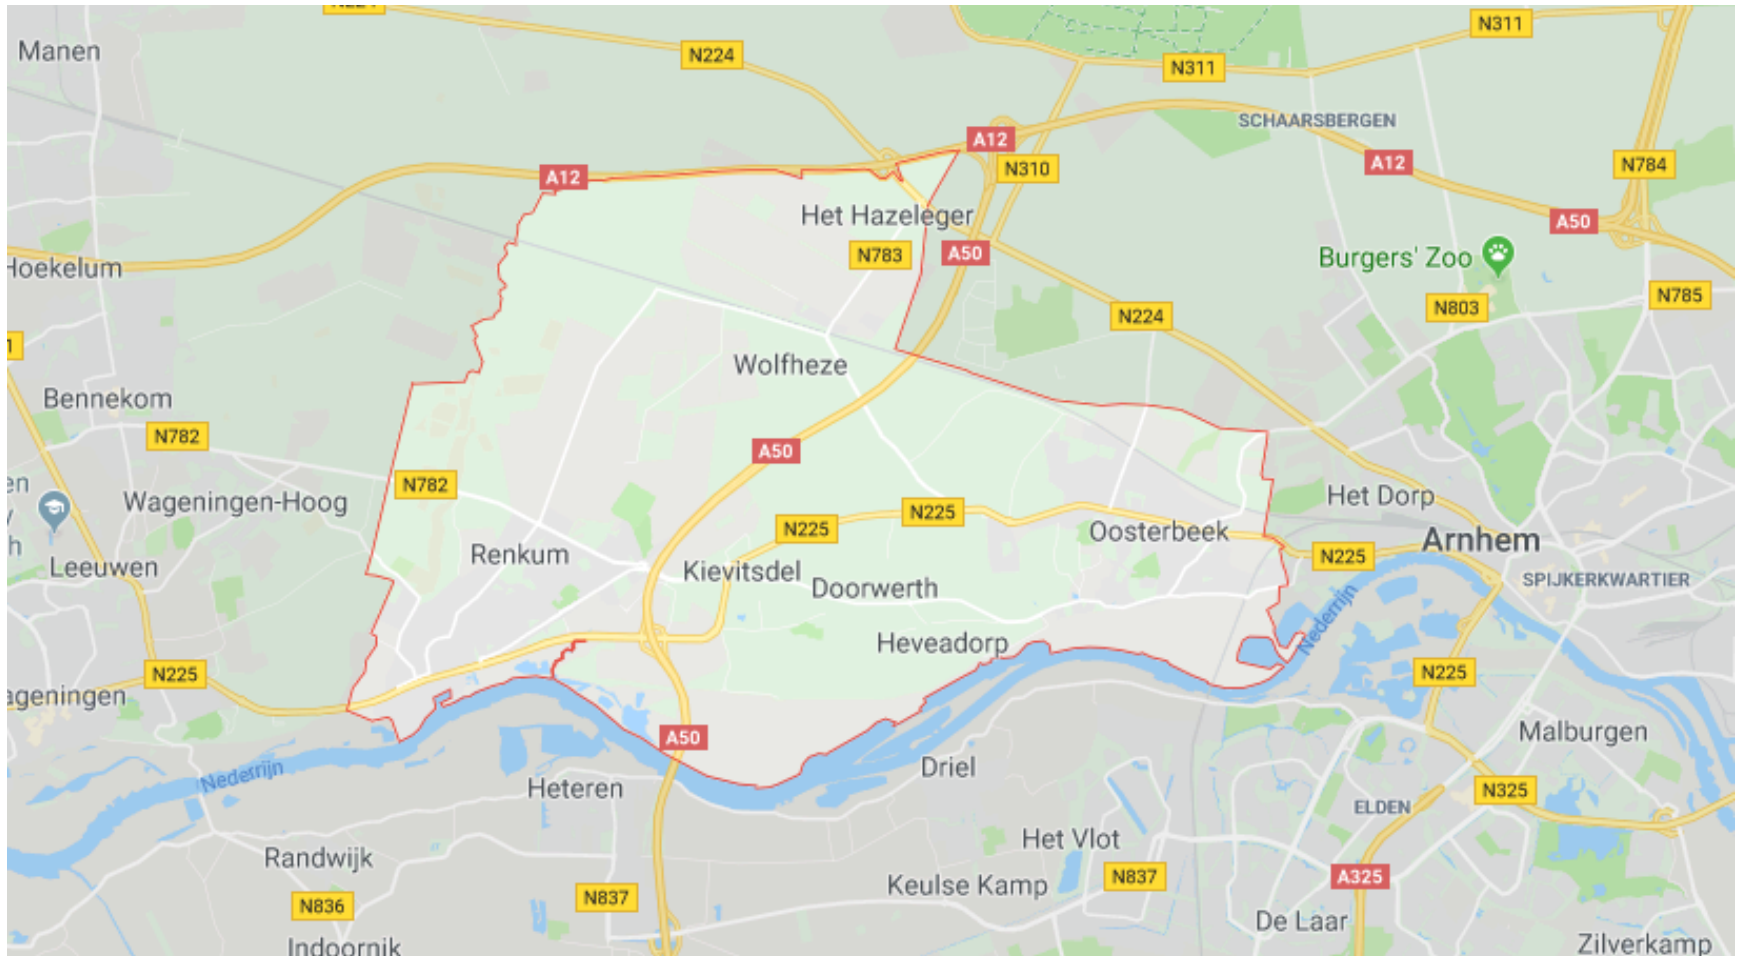 Manen
N224
N224
N311
N311
SCHAARSBERGEN
A12
A12
A12
N310
N784
A50
Het Hazeleger
N783
A50
Burgers' Zoo
N803
N785
Hoekelum
N224
Wolfheze
Bennekom
N782
A50
N782
Wageningen-Hoog
Het Dorp
N225
N225
Oosterbeek
Arnhem
Renkum
Kievitsdel
N225
Leeuwen
Doorwerth
SPIJKERKWARTIER
Nederrijn
Heveadorp
N225
N225
ageningen
A50
Malburgen
Nederrijn
Heteren
Driel
N325
ELDEN
Het Vlot
Randwijk
Keulse Kamp
N837
A325
N836
N837
De Laar
Indoornik
Zilverkamp